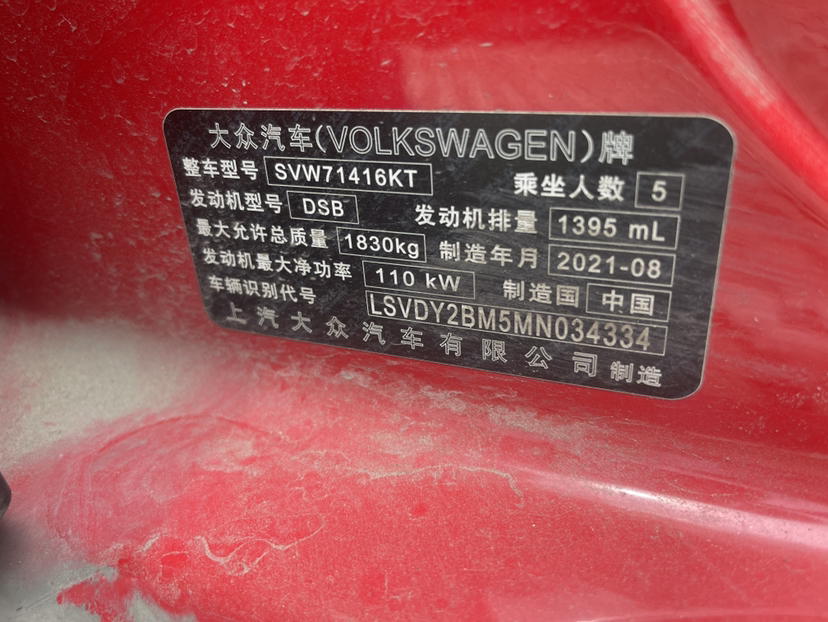 大众汽车(VOLKSWAGEN)牌
整车型号 SVW71416KT 乘坐人数 5
发动机型号 DSB 发动机排量 1395 mL
最大允许总质量 1830kg 制造年月 2021-08
发动机最大净功率 110 kW 制造国 中国
车辆识别代号 LSVDY2BM5MN034334
上汽大众汽车有限公司 制造